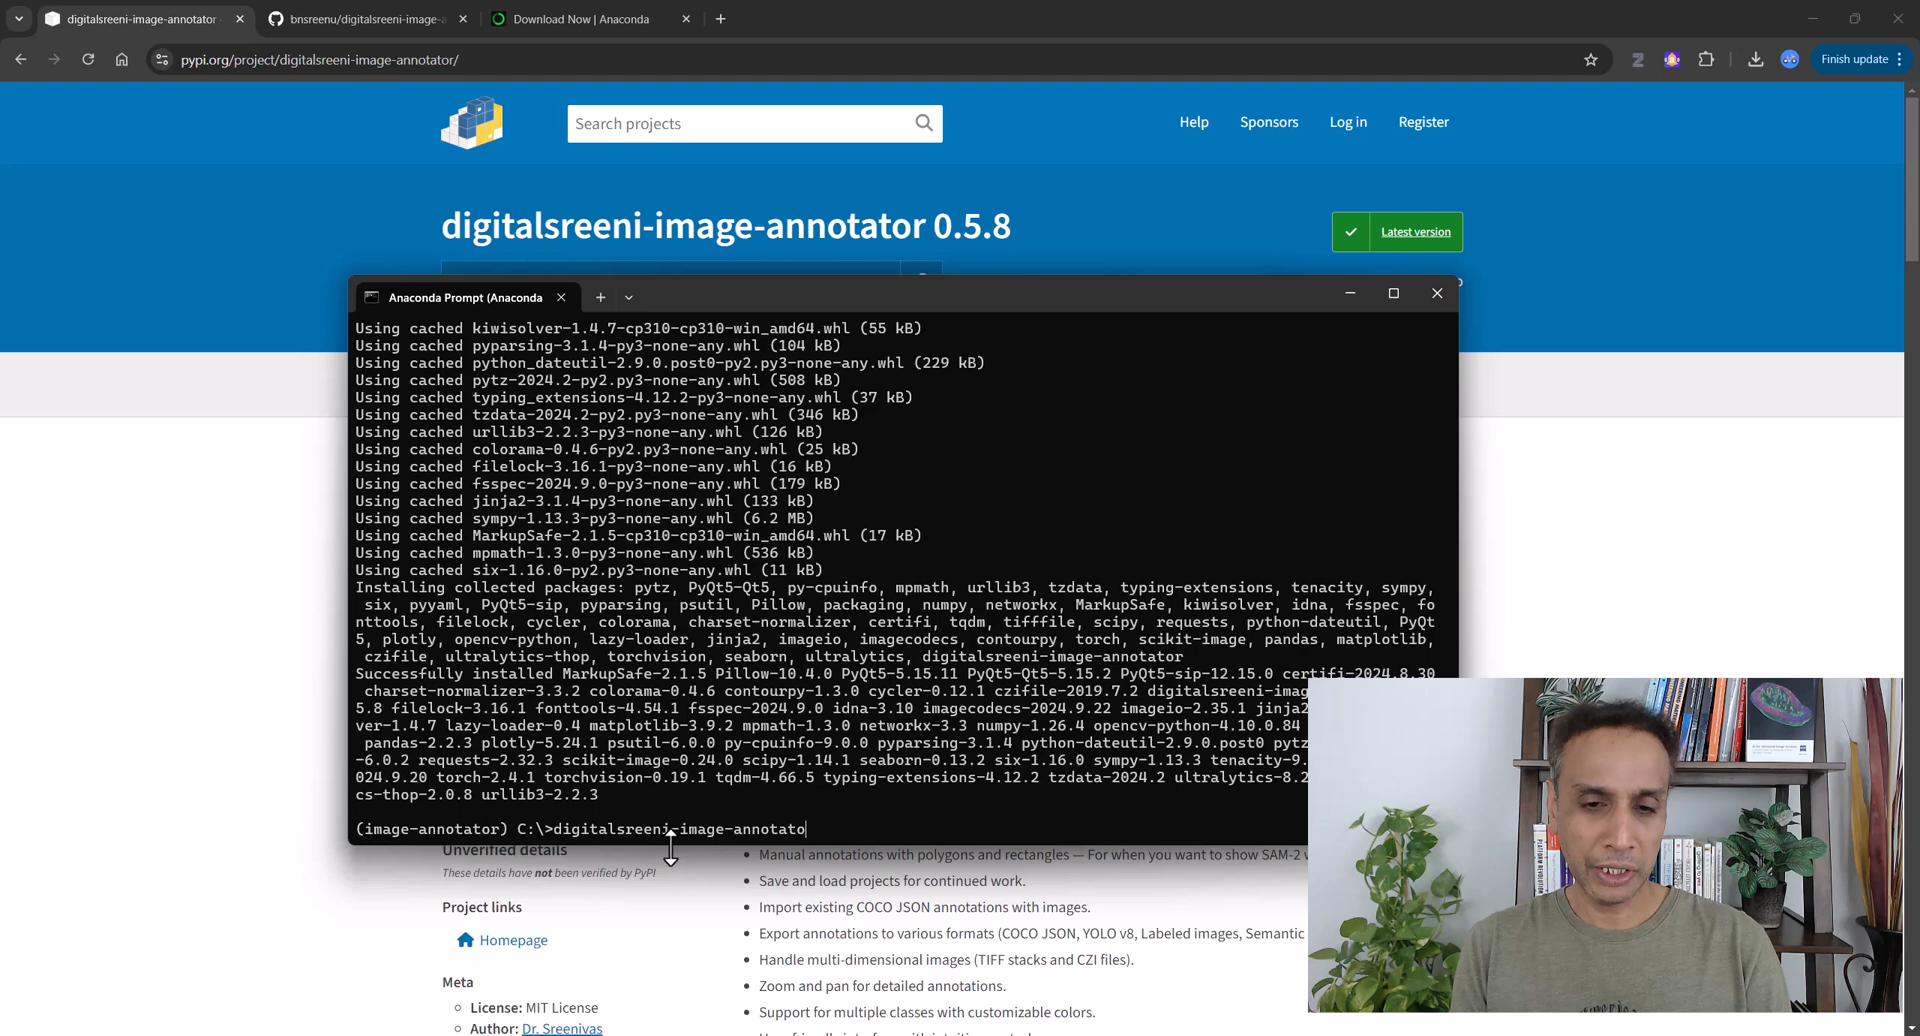 digitalsreeni-image-annotator
bnsreenu/digitalsreeni-image-a
Download Now | Anaconda
pypi.org/project/digitalsreeni-image-annotator/
Finish update
Search projects
Help
Sponsors
Log in
Register
digitalsreeni-image-annotator 0.5.8
Latest version
Anaconda Prompt (Anaconda
Using cached kiwisolver-1.4.7-cp310-cp310-win_amd64.whl (55 kB)
Using cached pyparsing-3.1.4-py3-none-any.whl (104 kB)
Using cached python_dateutil-2.9.0.post0-py2.py3-none-any.whl (229 kB)
Using cached pytz-2024.2-py2.py3-none-any.whl (508 kB)
Using cached typing_extensions-4.12.2-py3-none-any.whl (37 kB)
Using cached tzdata-2024.2-py2.py3-none-any.whl (346 kB)
Using cached urllib3-2.2.3-py3-none-any.whl (126 kB)
Using cached colorama-0.4.6-py2.py3-none-any.whl (25 kB)
Using cached filelock-3.16.1-py3-none-any.whl (16 kB)
Using cached fsspec-2024.9.0-py3-none-any.whl (179 kB)
Using cached jinja2-3.1.4-py3-none-any.whl (133 kB)
Using cached sympy-1.13.3-py3-none-any.whl (6.2 MB)
Using cached MarkupSafe-2.1.5-cp310-cp310-win_amd64.whl (17 kB)
Using cached mpmath-1.3.0-py3-none-any.whl (536 kB)
Using cached six-1.16.0-py2.py3-none-any.whl (11 kB)
Installing collected packages: pytz, PyQt5-Qt5, py-cpuinfo, mpmath, urllib3, tzdata, typing-extensions, tenacity, sympy,
six, pyyaml, PyQt5-sip, pyparsing, psutil, Pillow, packaging, numpy, networkx, MarkupSafe, kiwisolver, idna, fsspec, fo
nttools, filelock, cycler, colorama, charset-normalizer, certifi, tqdm, tifffile, scipy, requests, python-dateutil, PyQt
5, plotly, opencv-python, lazy-loader, jinja2, imageio, imagecodecs, contourpy, torch, scikit-image, pandas, matplotlib,
czifile, ultralytics-thop, torchvision, seaborn, ultralytics, digitalsreeni-image-annotator
Successfully installed MarkupSafe-2.1.5 Pillow-10.4.0 PyQt5-5.15.11 PyQt5-Qt5-5.15.2 PyQt5-sip-12.15.0 certifi-2024.8.30
charset-normalizer-3.3.2 colorama-0.4.6 contourpy-1.3.0 cycler-0.12.1 czifile-2019.7.2 digitalsreeni-imag
5.8 filelock-3.16.1 fonttools-4.54.1 fsspec-2024.9.0 idna-3.10 imagecodecs-2024.9.22 imageio-2.35.1 jinja2
ver-1.4.7 lazy-loader-0.4 matplotlib-3.9.2 mpmath-1.3.0 networkx-3.3 numpy-1.26.4 opencv-python-4.10.0.84
pandas-2.2.3 plotly-5.24.1 psutil-6.0.0 py-cpuinfo-9.0.0 pyparsing-3.1.4 python-dateutil-2.9.0.post0 pytz
-6.0.2 requests-2.32.3 scikit-image-0.24.0 scipy-1.14.1 seaborn-0.13.2 six-1.16.0 sympy-1.13.3 tenacity-9.
024.9.20 torch-2.4.1 torchvision-0.19.1 tqdm-4.66.5 typing-extensions-4.12.2 tzdata-2024.2 ultralytics-8.2
cs-thop-2.0.8 urllib3-2.2.3
(image-annotator) C:\>digitalsreeni-image-annotato
Unverified details
These details have not been verified by PyPI
Project links
Homepage
Meta
License: MIT License
Author: Dr. Sreenivas
Manual annotations with polygons and rectangles — For when you want to show SAM-2 w
Save and load projects for continued work.
Import existing COCO JSON annotations with images.
Export annotations to various formats (COCO JSON, YOLO v8, Labeled images, Semantic
Handle multi-dimensional images (TIFF stacks and CZI files).
Zoom and pan for detailed annotations.
Support for multiple classes with customizable colors.